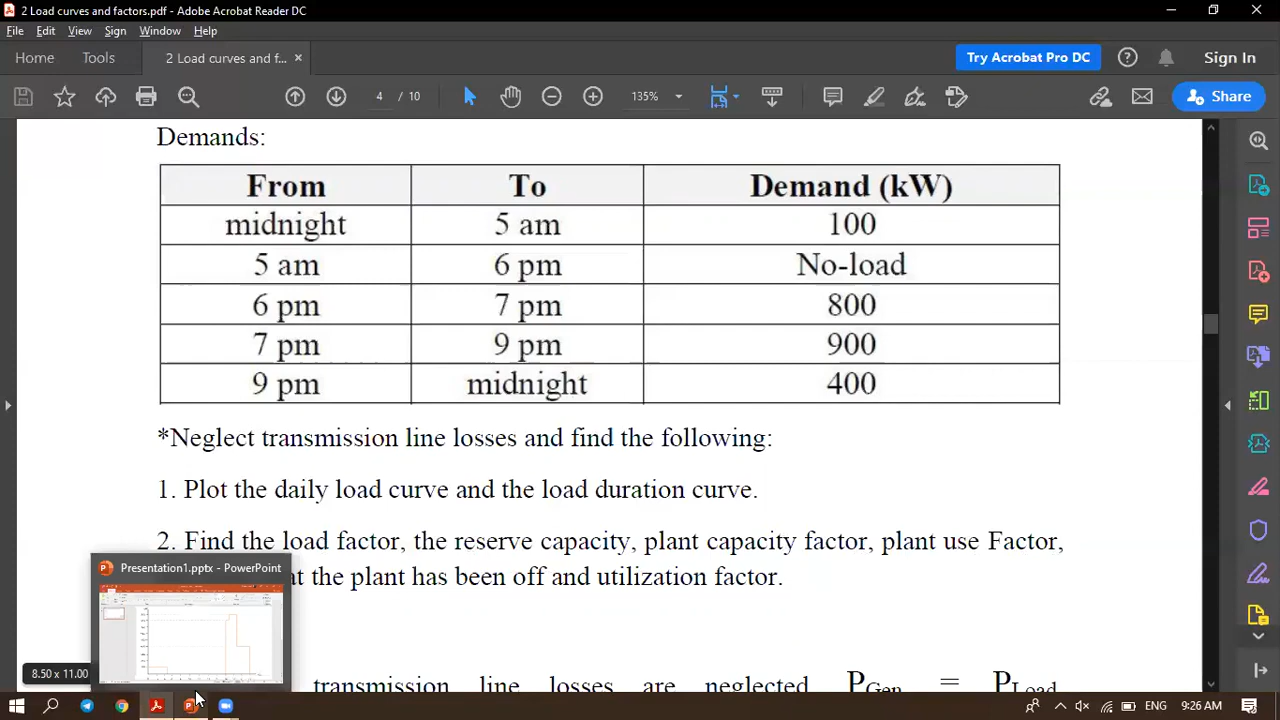 2 Load curves and factors.pdf - Adobe Acrobat Reader DC
File Edit View Sign Window Help
Home Tools 2 Load curves and f... × Try Acrobat Pro DC Sign In
4 / 10 135% Share
Demands:
From To Demand (kW)
midnight 5 am 100
5 am 6 pm No-load
6 pm 7 pm 800
7 pm 9 pm 900
9 pm midnight 400
*Neglect transmission line losses and find the following:
1. Plot the daily load curve and the load duration curve.
2. Find the load factor, the reserve capacity, plant capacity factor, plant use Factor,
at the plant has been off and utilization factor.
Presentation1.pptx - PowerPoint
8.50 x 11.00
transmission line losses are neglected PGen = PLoad
ENG 9:26 AM